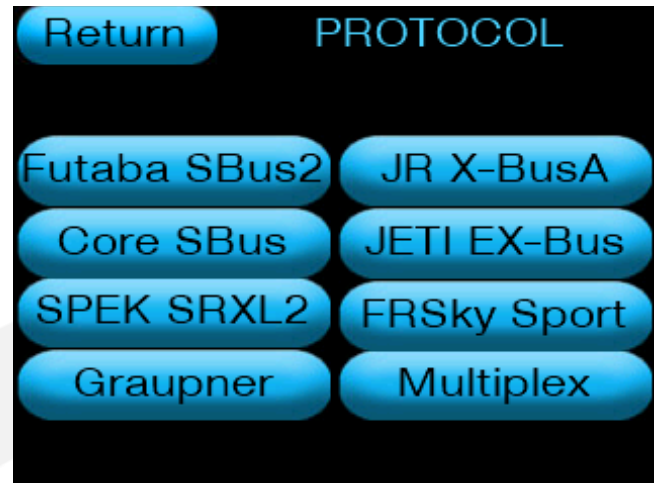 Return PROTOCOL
Futaba SBus2 JR X-BusA
Core SBus JETI EX-Bus
SPEK SRXL2 FRSky Sport
Graupner Multiplex